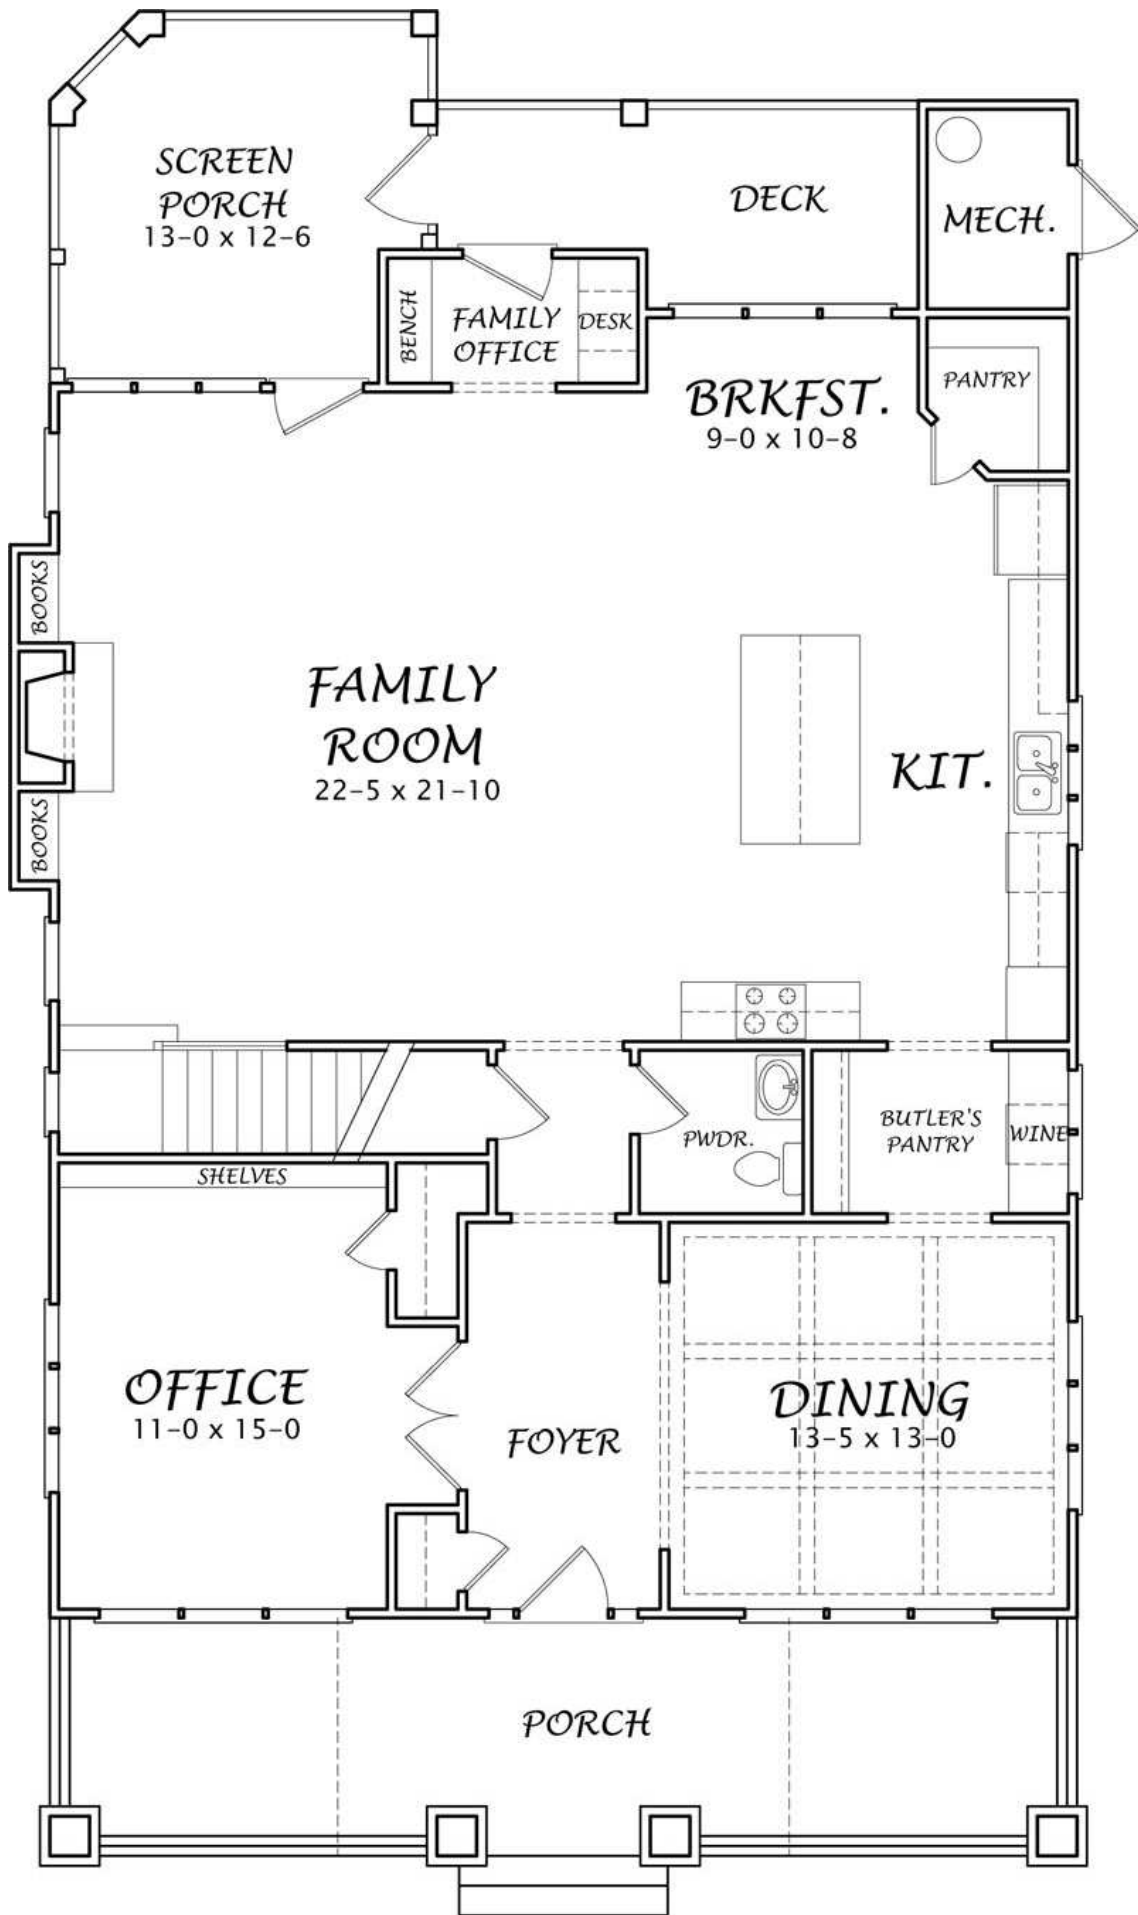 SCREEN
PORCH
13-0 x 12-6
DECK
MECH.
BENCH
FAMILY
OFFICE
DESK
BRKFST.
9-0 x 10-8
PANTRY
BOOKS
FAMILY
ROOM
22-5 x 21-10
KIT.
BOOKS
PWDR.
BUTLER'S
PANTRY
WINE
SHELVES
OFFICE
11-0 x 15-0
FOYER
DINING
13-5 x 13-0
PORCH